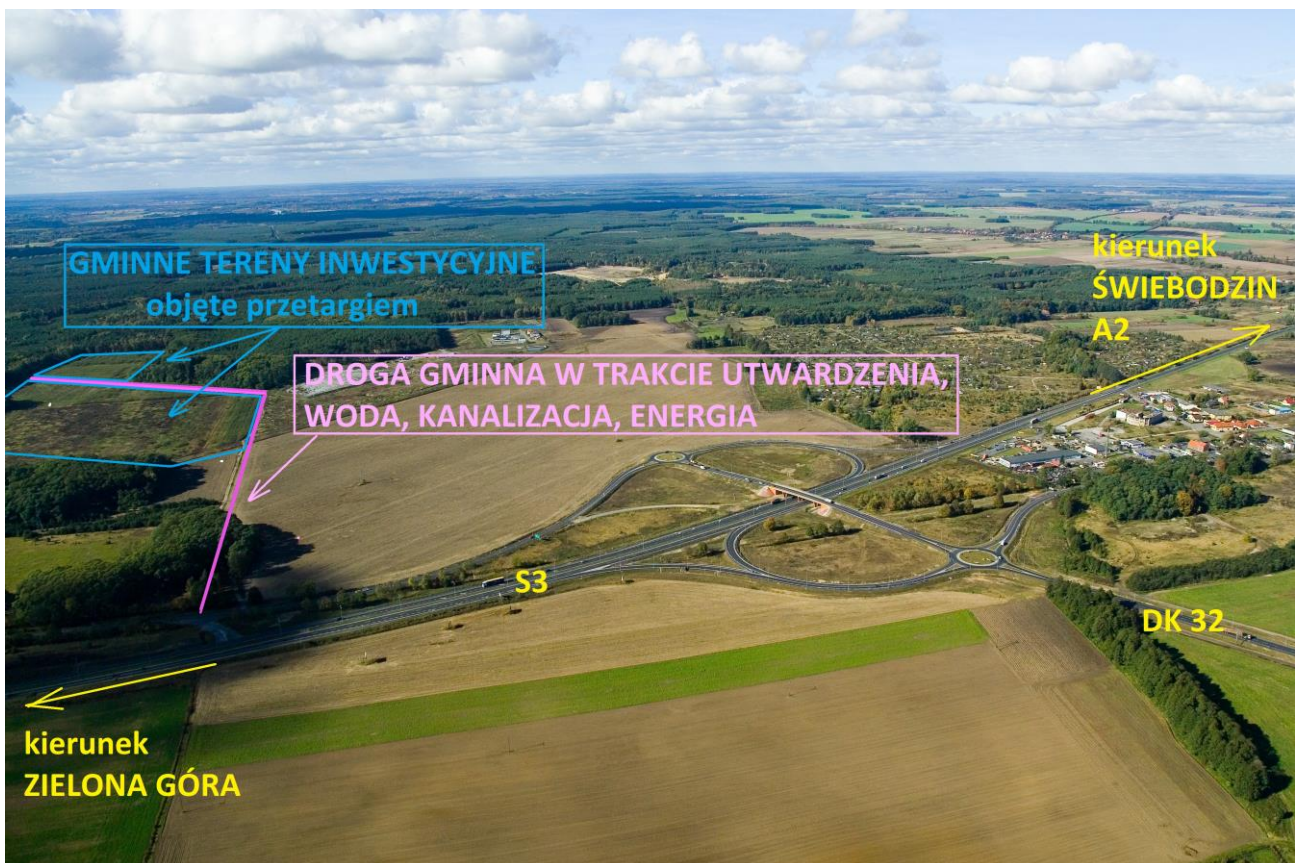 GMINNE TERENY INWESTYCYJNE
objęte przetargiem
kierunek
ŚWIEBODZIN
A2
DROGA GMINNA W TRAKCIE UTWARDZENIA,
WODA, KANALIZACJA, ENERGIA
S3
DK 32
kierunek
ZIELONA GÓRA